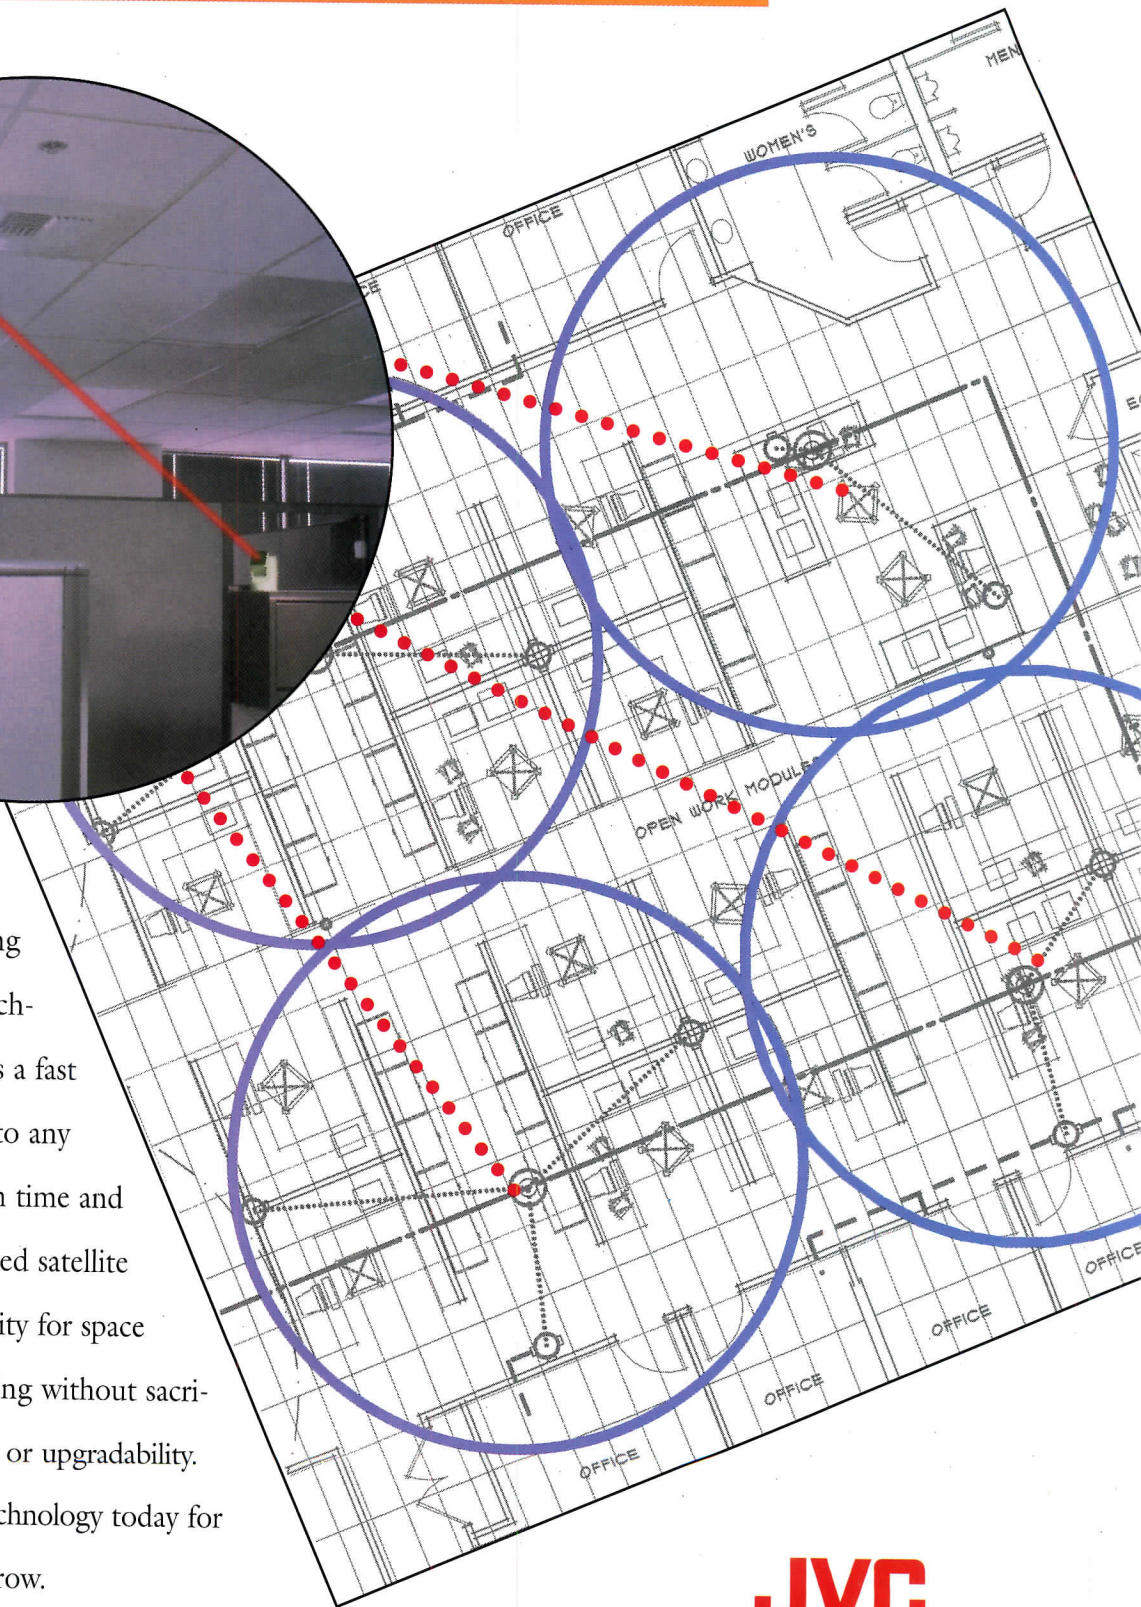 MEN
WOMEN'S
OFFICE
CE
OPEN WORK MODULES
OFFICE
OFFICE
OFFICE
OFFICE
ng
ch-
s a fast
to any
n time and
ed satellite
ity for space
ng without sacri-
or upgradability.
chnology today for
row.
JVC